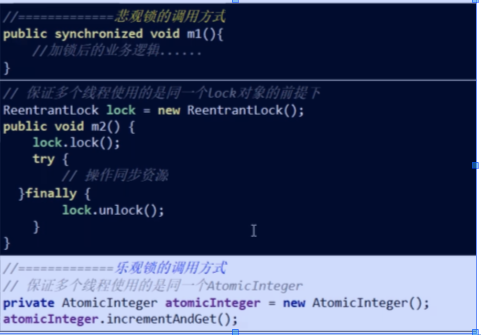 //=============悲观锁的调用方式
public synchronized void m1(){
//加锁后的业务逻辑......
}
// 保证多个线程使用的是同一个Lock对象的前提下
ReentrantLock lock = new ReentrantLock();
public void m2() {
lock.lock();
try {
// 操作同步资源
}finally {
lock.unlock();
}
}
//=============乐观锁的调用方式
// 保证多个线程使用的是同一个AtomicInteger
private AtomicInteger atomicInteger = new AtomicInteger();
atomicInteger.incrementAndGet();